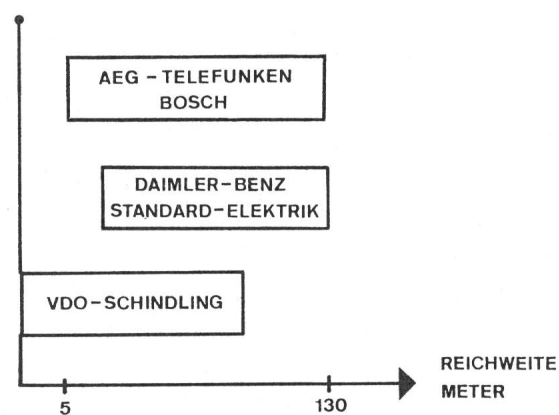 AEG - TELEFUNKEN
BOSCH
DAIMLER-BENZ
STANDARD-ELEKTRIK
VDO-SCHINDLING
REICHWEITE
METER
5
130